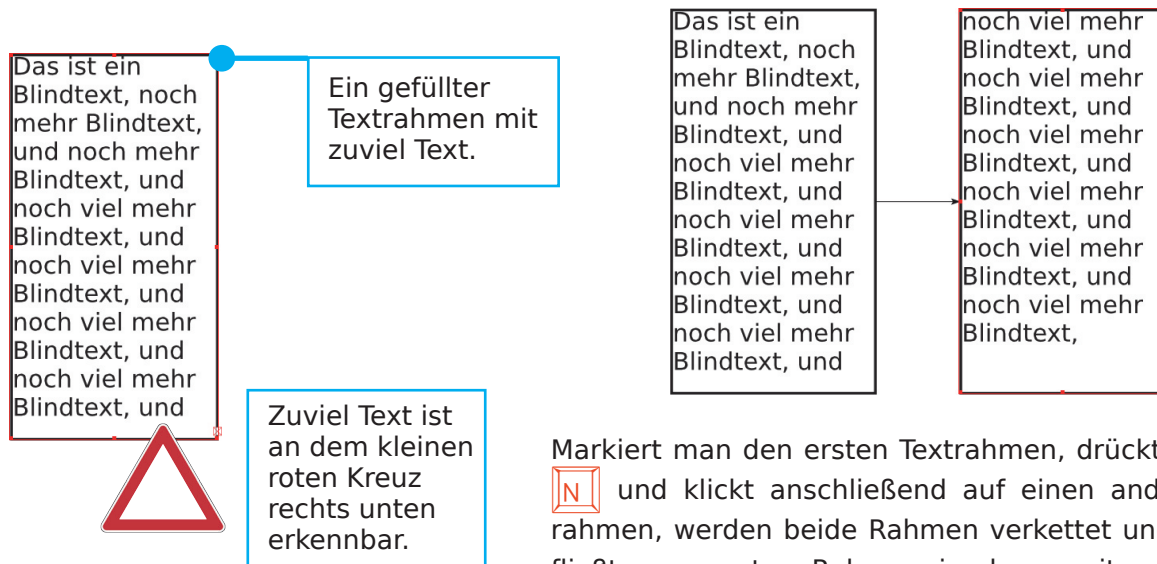 Das ist ein
Blindtext, noch
mehr Blindtext,
und noch mehr
Blindtext, und
noch viel mehr
Blindtext, und
noch viel mehr
Blindtext, und
noch viel mehr
Blindtext, und
noch viel mehr
Blindtext, und
Ein gefüllter
Textrahmen mit
zuviel Text.
Zuviel Text ist
an dem kleinen
roten Kreuz
rechts unten
erkennbar.
Das ist ein
Blindtext, noch
mehr Blindtext,
und noch mehr
Blindtext, und
noch viel mehr
Blindtext, und
noch viel mehr
Blindtext, und
noch viel mehr
Blindtext, und
noch viel mehr
Blindtext, und
noch viel mehr
Blindtext, und
noch viel mehr
Blindtext, und
noch viel mehr
Blindtext, und
noch viel mehr
Blindtext, und
noch viel mehr
Blindtext, und
noch viel mehr
Blindtext,
Markiert man den ersten Textrahmen, drückt
N und klickt anschließend auf einen and
rahmen, werden beide Rahmen verkettet un